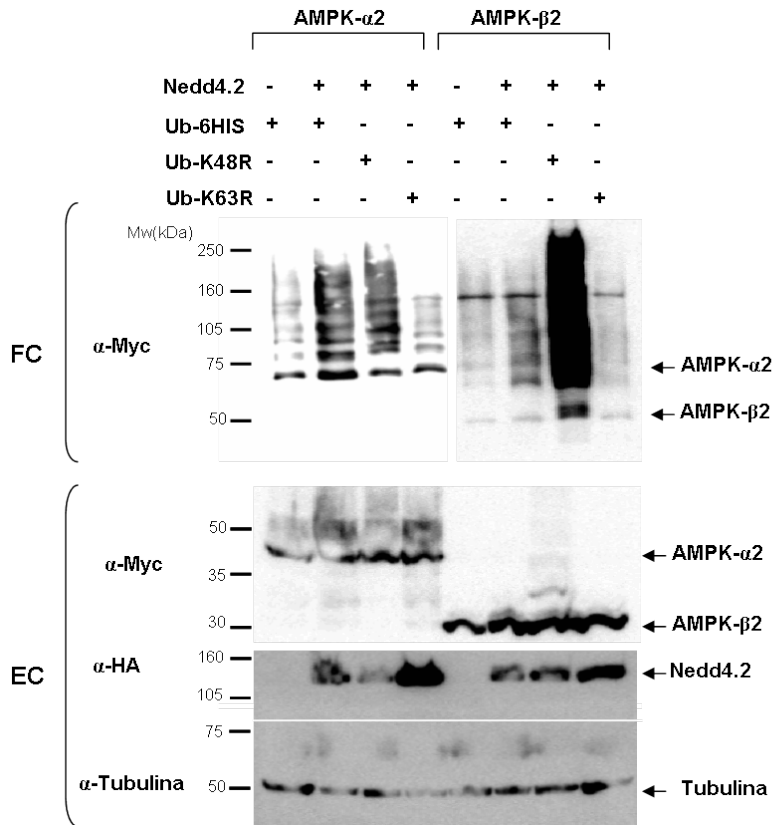 AMPK-α2 AMPK-β2
Nedd4.2 - + + + - + + +
Ub-6HIS + + - - + + - -
Ub-K48R - - + - - - + -
Ub-K63R - - - + - - - +
Mw(kDa)
250
160
105
75
50
FC
α-Myc
AMPK-α2
AMPK-β2
50
35
30
α-Myc
AMPK-α2
AMPK-β2
EC
160
105
α-HA
Nedd4.2
75
50
α-Tubulina
Tubulina